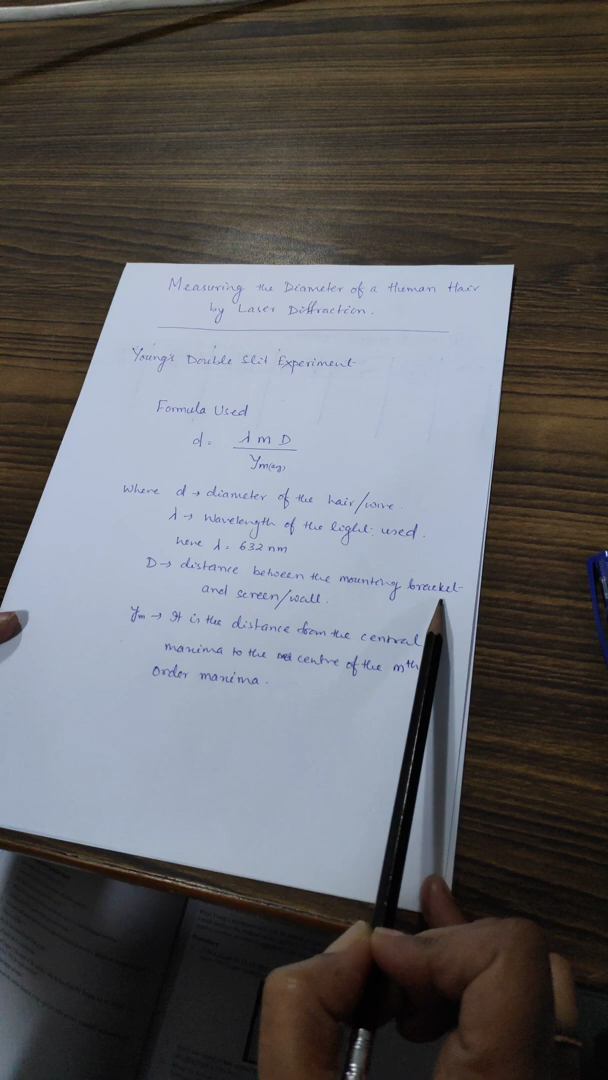 Measuring the Diameter of a Human Hair
by Laser Diffraction.
Young's Double Slit Experiment
Formula Used
d = λ m D
ym(avg)
Where d → diameter of the hair/wire.
λ → Wavelength of the light used.
here λ = 632 nm
D → distance between the mounting bracket
and screen/wall.
ym → It is the distance from the central
maxima to the centre of the mth
Order maxima.